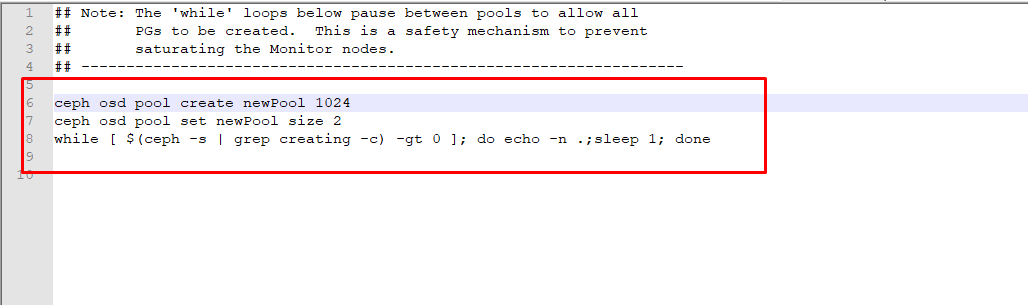 1 ## Note: The 'while' loops below pause between pools to allow all
2 ##       PGs to be created.  This is a safety mechanism to prevent
3 ##       saturating the Monitor nodes.
4 ## -------------------------------------------------------------------
5
6 ceph osd pool create newPool 1024
7 ceph osd pool set newPool size 2
8 while [ $(ceph -s | grep creating -c) -gt 0 ]; do echo -n .;sleep 1; done
9
10